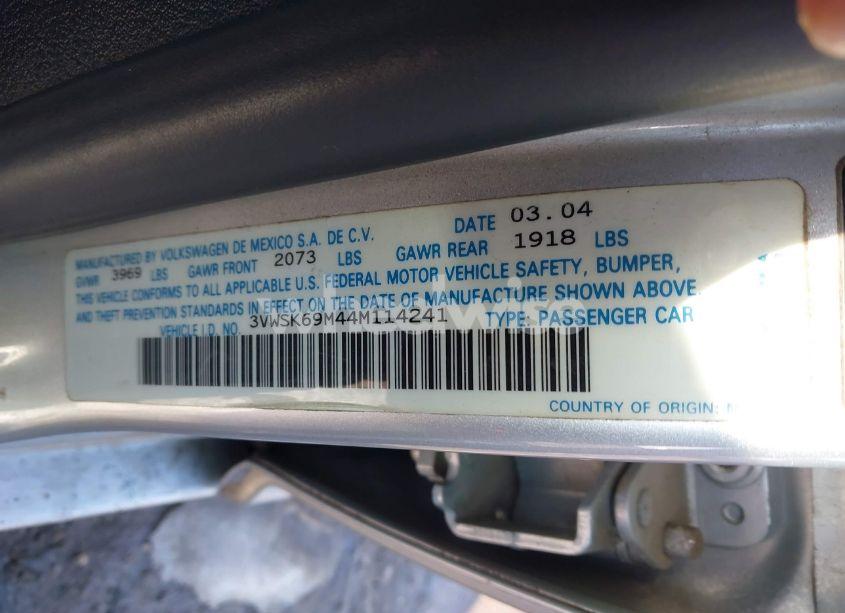 MANUFACTURED BY VOLKSWAGEN DE MEXICO S.A. DE C.V. DATE 03.04
GVWR 3969 LBS GAWR FRONT 2073 LBS GAWR REAR 1918 LBS
THIS VEHICLE CONFORMS TO ALL APPLICABLE U.S. FEDERAL MOTOR VEHICLE SAFETY, BUMPER,
AND THEFT PREVENTION STANDARDS IN EFFECT ON THE DATE OF MANUFACTURE SHOWN ABOVE.
VEHICLE I.D. NO. 3VWSK69M44M114241 TYPE: PASSENGER CAR
COUNTRY OF ORIGIN: